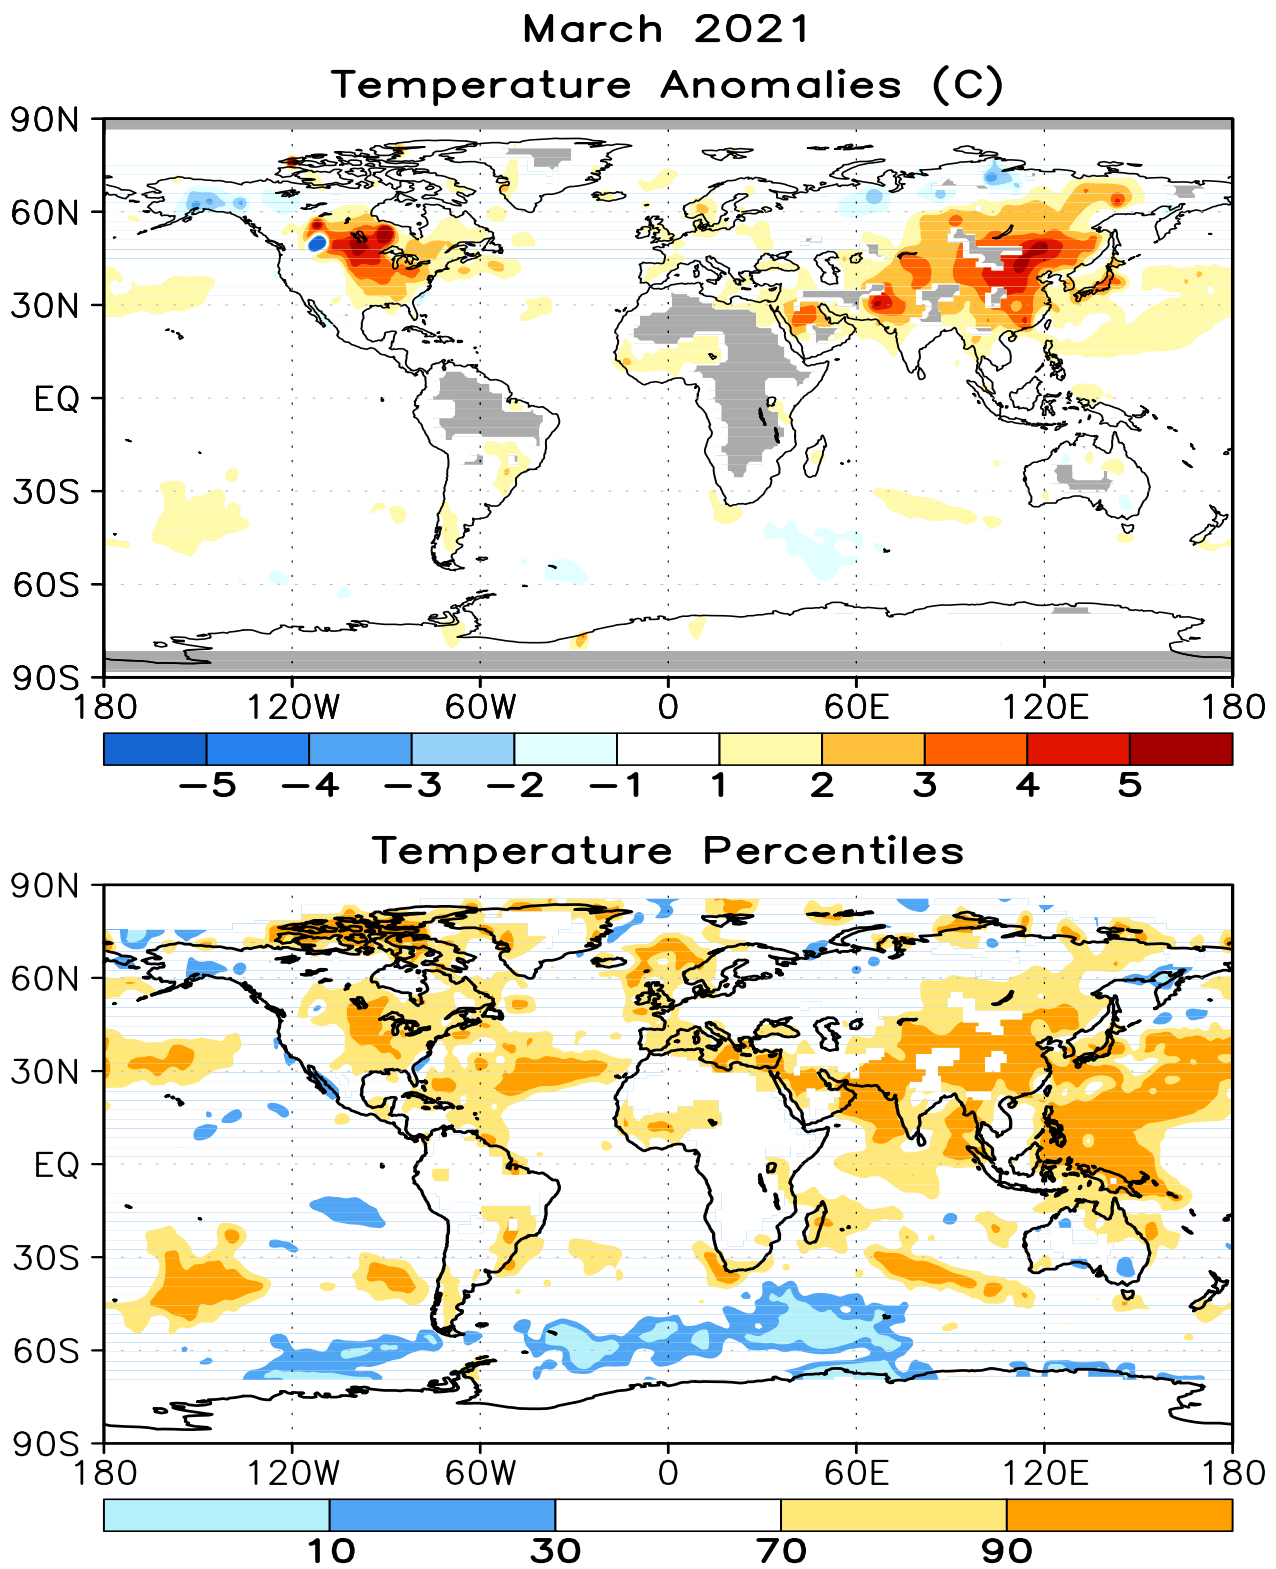 March 2021
Temperature Anomalies (C)
90N
60N
30N
EQ
30S
60S
90S
180 120W 60W 0 60E 120E 180
−5 −4 −3 −2 −1 1 2 3 4 5
Temperature Percentiles
90N
60N
30N
EQ
30S
60S
90S
180 120W 60W 0 60E 120E 180
10 30 70 90